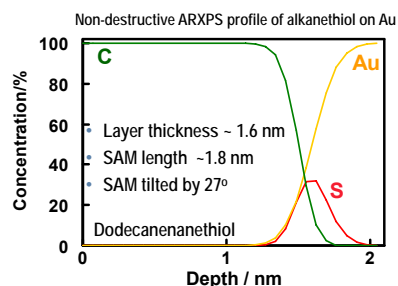 Non-destructive ARXPS profile of alkanethiol on Au
100
80
60
40
20
0
Concentration/%
C
Au
S
• Layer thickness ~ 1.6 nm
• SAM length ~1.8 nm
• SAM tilted by 27º
Dodecanenanethiol
0 1 2
Depth / nm